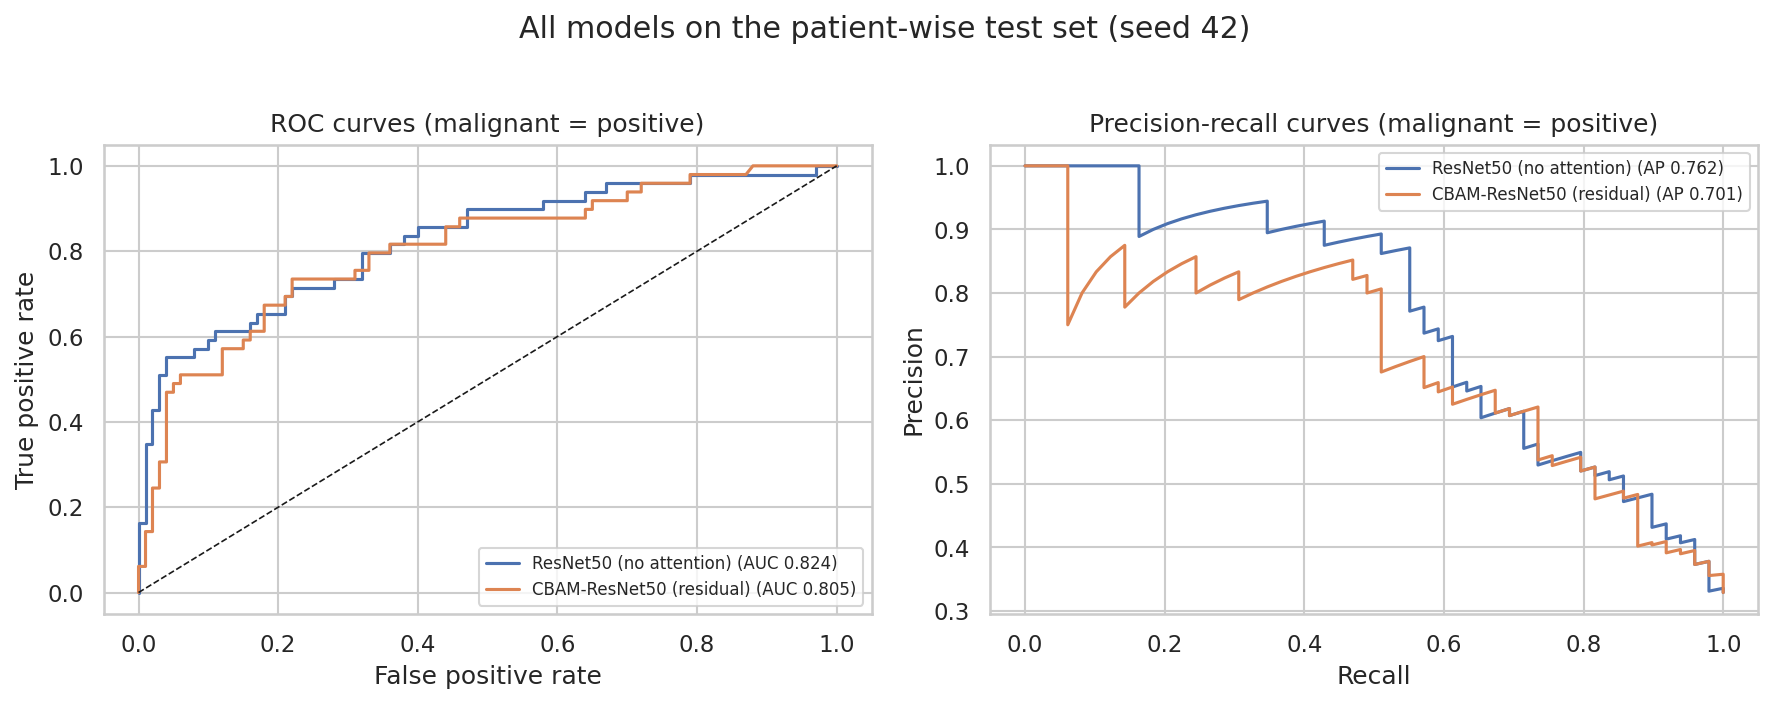 All models on the patient-wise test set (seed 42)
ROC curves (malignant = positive)
True positive rate
1.0
0.8
0.6
0.4
0.2
0.0
0.0 0.2 0.4 0.6 0.8 1.0
False positive rate
ResNet50 (no attention) (AUC 0.824)
CBAM-ResNet50 (residual) (AUC 0.805)
Precision-recall curves (malignant = positive)
Precision
1.0
0.9
0.8
0.7
0.6
0.5
0.4
0.3
0.0 0.2 0.4 0.6 0.8 1.0
Recall
ResNet50 (no attention) (AP 0.762)
CBAM-ResNet50 (residual) (AP 0.701)